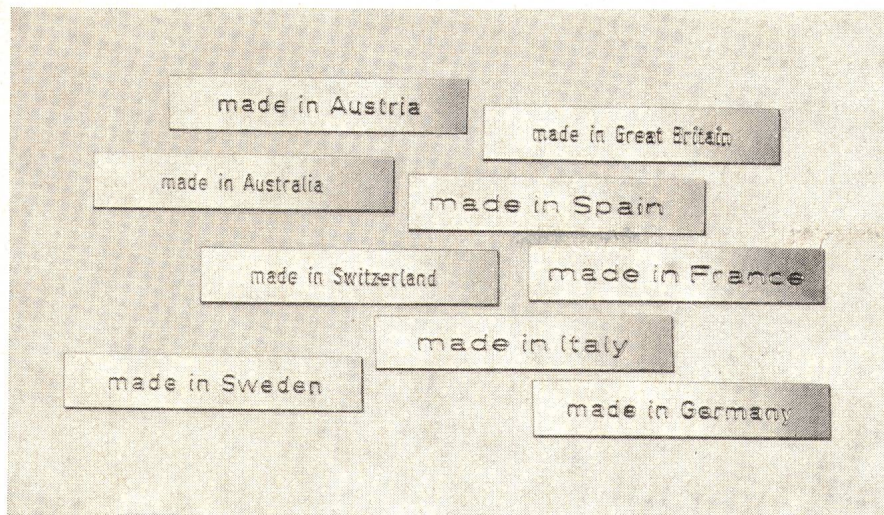 made in Austria
made in Great Britain
made in Australia
made in Spain
made in Switzerland
made in France
made in Italy
made in Sweden
made in Germany